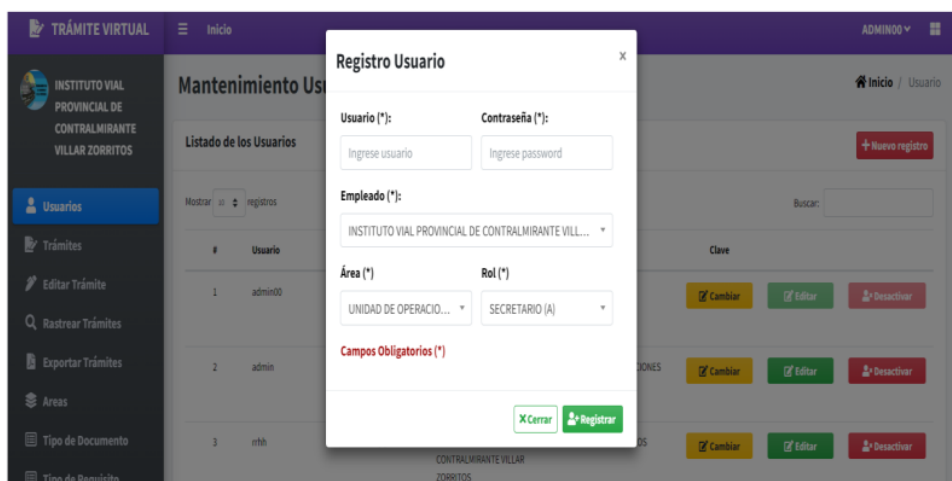 TRÁMITE VIRTUAL
Inicio
ADMIN00
INSTITUTO VIAL
PROVINCIAL DE
CONTRALMIRANTE
VILLAR ZORRITOS
Usuarios
Trámites
Editar Trámite
Rastrear Trámites
Exportar Trámites
Areas
Tipo de Documento
Tipo de Requisito
Mantenimiento Usu
Inicio / Usuario
Listado de los Usuarios
+Nuevo registro
Mostrar registros
Buscar:
# Usuario Clave
1 admin00 Cambiar Editar Desactivar
2 admin CIONES Cambiar Editar Desactivar
3 rrhh OS Cambiar Editar Desactivar
CONTRALMIRANTE VILLAR
ZORRITOS
Registro Usuario
x
Usuario (*): Contraseña (*):
Ingrese usuario Ingrese password
Empleado (*):
INSTITUTO VIAL PROVINCIAL DE CONTRALMIRANTE VILL...
Área (*) Rol (*)
UNIDAD DE OPERACIO... SECRETARIO (A)
Campos Obligatorios (*)
Cerrar Registrar